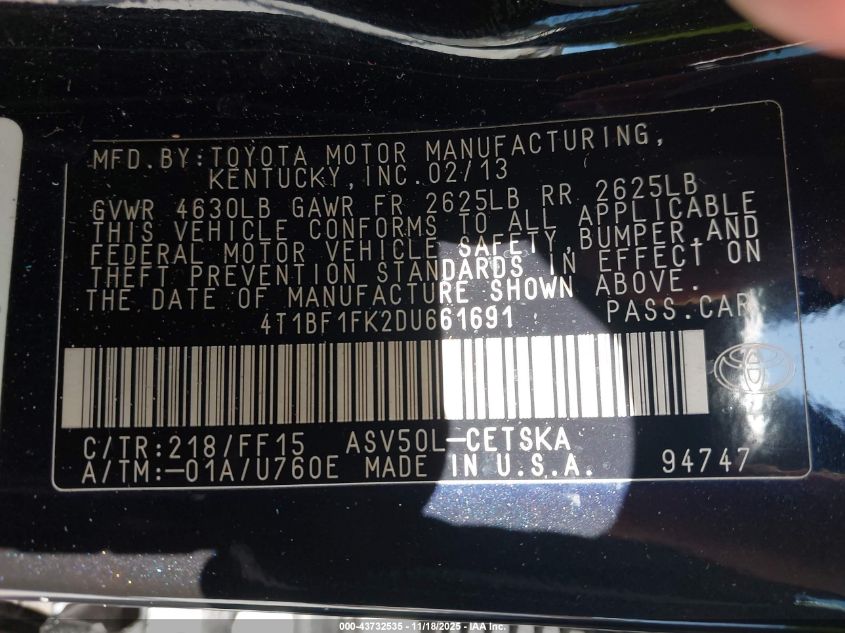 MFD.BY:TOYOTA MOTOR MANUFACTURING,
KENTUCKY,INC.02/13
GVWR 4630LB GAWR FR 2625LB RR 2625LB
THIS VEHICLE CONFORMS TO ALL APPLICABLE
FEDERAL MOTOR VEHICLE SAFETY,BUMPER,AND
THEFT PREVENTION STANDARDS IN EFFECT ON
THE DATE OF MANUFACTURE SHOWN ABOVE.
4T1BF1FK2DU661691 PASS.CAR
C/TR:218/FF15 ASV50L-CETSKA
A/TM:-01A/U760E MADE IN U.S.A. 94747
000-43732535 - 11/18/2025 - IAA Inc.